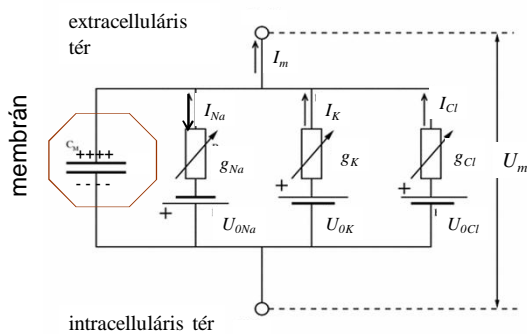 extracelluláris
tér
I_m
membrán
C_M
++++
- - - - -
I_Na
g_Na
+
U_0Na
I_K
g_K
+
U_0K
I_Cl
g_Cl
+
U_0Cl
U_m
intracelluláris tér